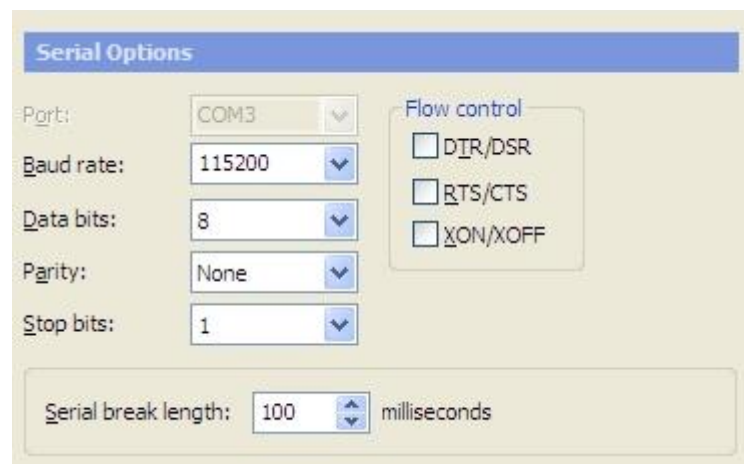 Serial Options
Port: COM3
Baud rate: 115200
Data bits: 8
Parity: None
Stop bits: 1
Flow control
DTR/DSR
RTS/CTS
XON/XOFF
Serial break length: 100 milliseconds